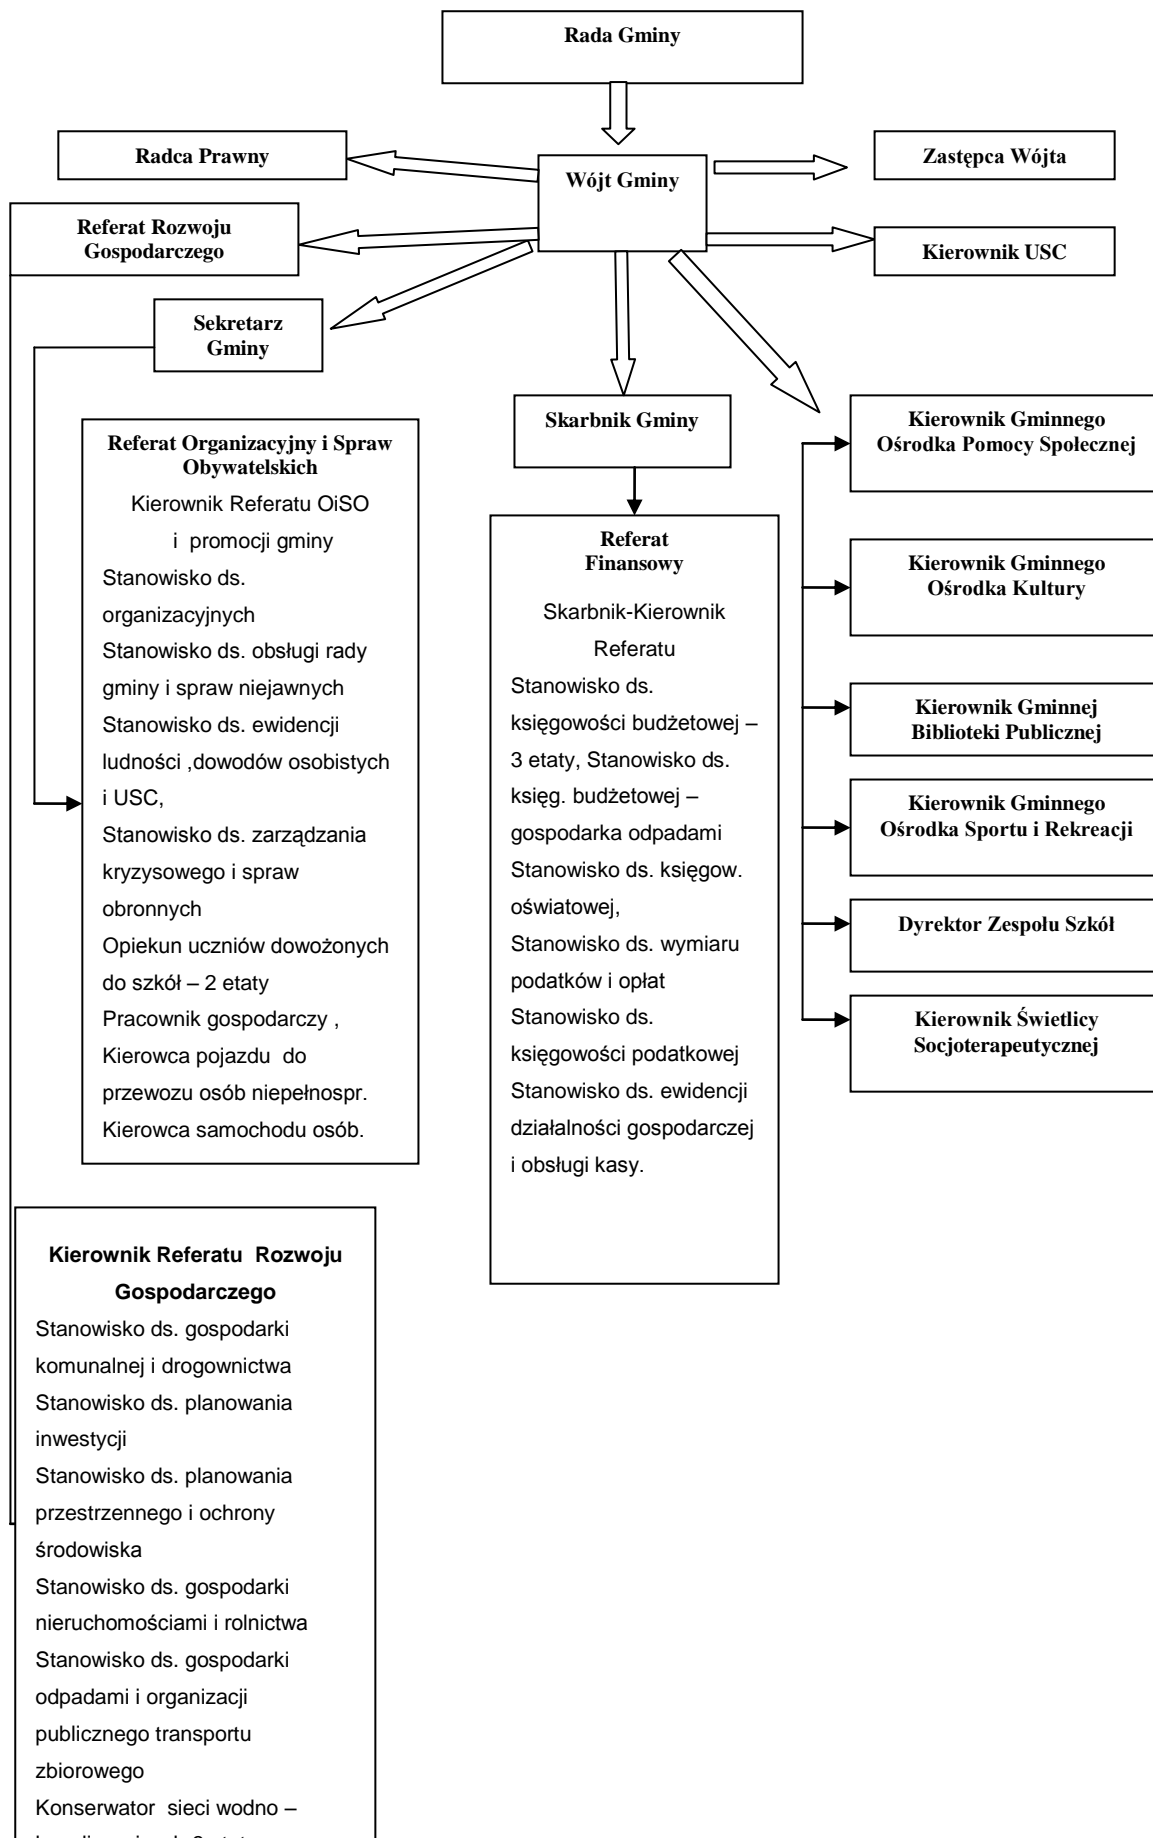 Rada Gminy
Radca Prawny
Wójt Gminy
Zastępca Wójta
Referat Rozwoju
Gospodarczego
Kierownik USC
Sekretarz
Gminy
Skarbnik Gminy
Kierownik Gminnego
Ośrodka Pomocy Społecznej
Referat Organizacyjny i Spraw
Obywatelskich
Kierownik Referatu OiSO
i promocji gminy
Stanowisko ds.
organizacyjnych
Stanowisko ds. obsługi rady
gminy i spraw niejawnych
Stanowisko ds. ewidencji
ludności ,dowodów osobistych
i USC,
Stanowisko ds. zarządzania
kryzysowego i spraw
obronnych
Opiekun uczniów dowożonych
do szkół – 2 etaty
Pracownik gospodarczy ,
Kierowca pojazdu do
przewozu osób niepełnospr.
Kierowca samochodu osób.
Referat
Finansowy
Skarbnik-Kierownik
Referatu
Stanowisko ds.
księgowości budżetowej –
3 etaty, Stanowisko ds.
księg. budżetowej –
gospodarka odpadami
Stanowisko ds. księgow.
oświatowej,
Stanowisko ds. wymiaru
podatków i opłat
Stanowisko ds.
księgowości podatkowej
Stanowisko ds. ewidencji
działalności gospodarczej
i obsługi kasy.
Kierownik Gminnego
Ośrodka Kultury
Kierownik Gminnej
Biblioteki Publicznej
Kierownik Gminnego
Ośrodka Sportu i Rekreacji
Dyrektor Zespołu Szkół
Kierownik Świetlicy
Socjoterapeutycznej
Kierownik Referatu Rozwoju
Gospodarczego
Stanowisko ds. gospodarki
komunalnej i drogownictwa
Stanowisko ds. planowania
inwestycji
Stanowisko ds. planowania
przestrzennego i ochrony
środowiska
Stanowisko ds. gospodarki
nieruchomościami i rolnictwa
Stanowisko ds. gospodarki
odpadami i organizacji
publicznego transportu
zbiorowego
Konserwator sieci wodno –